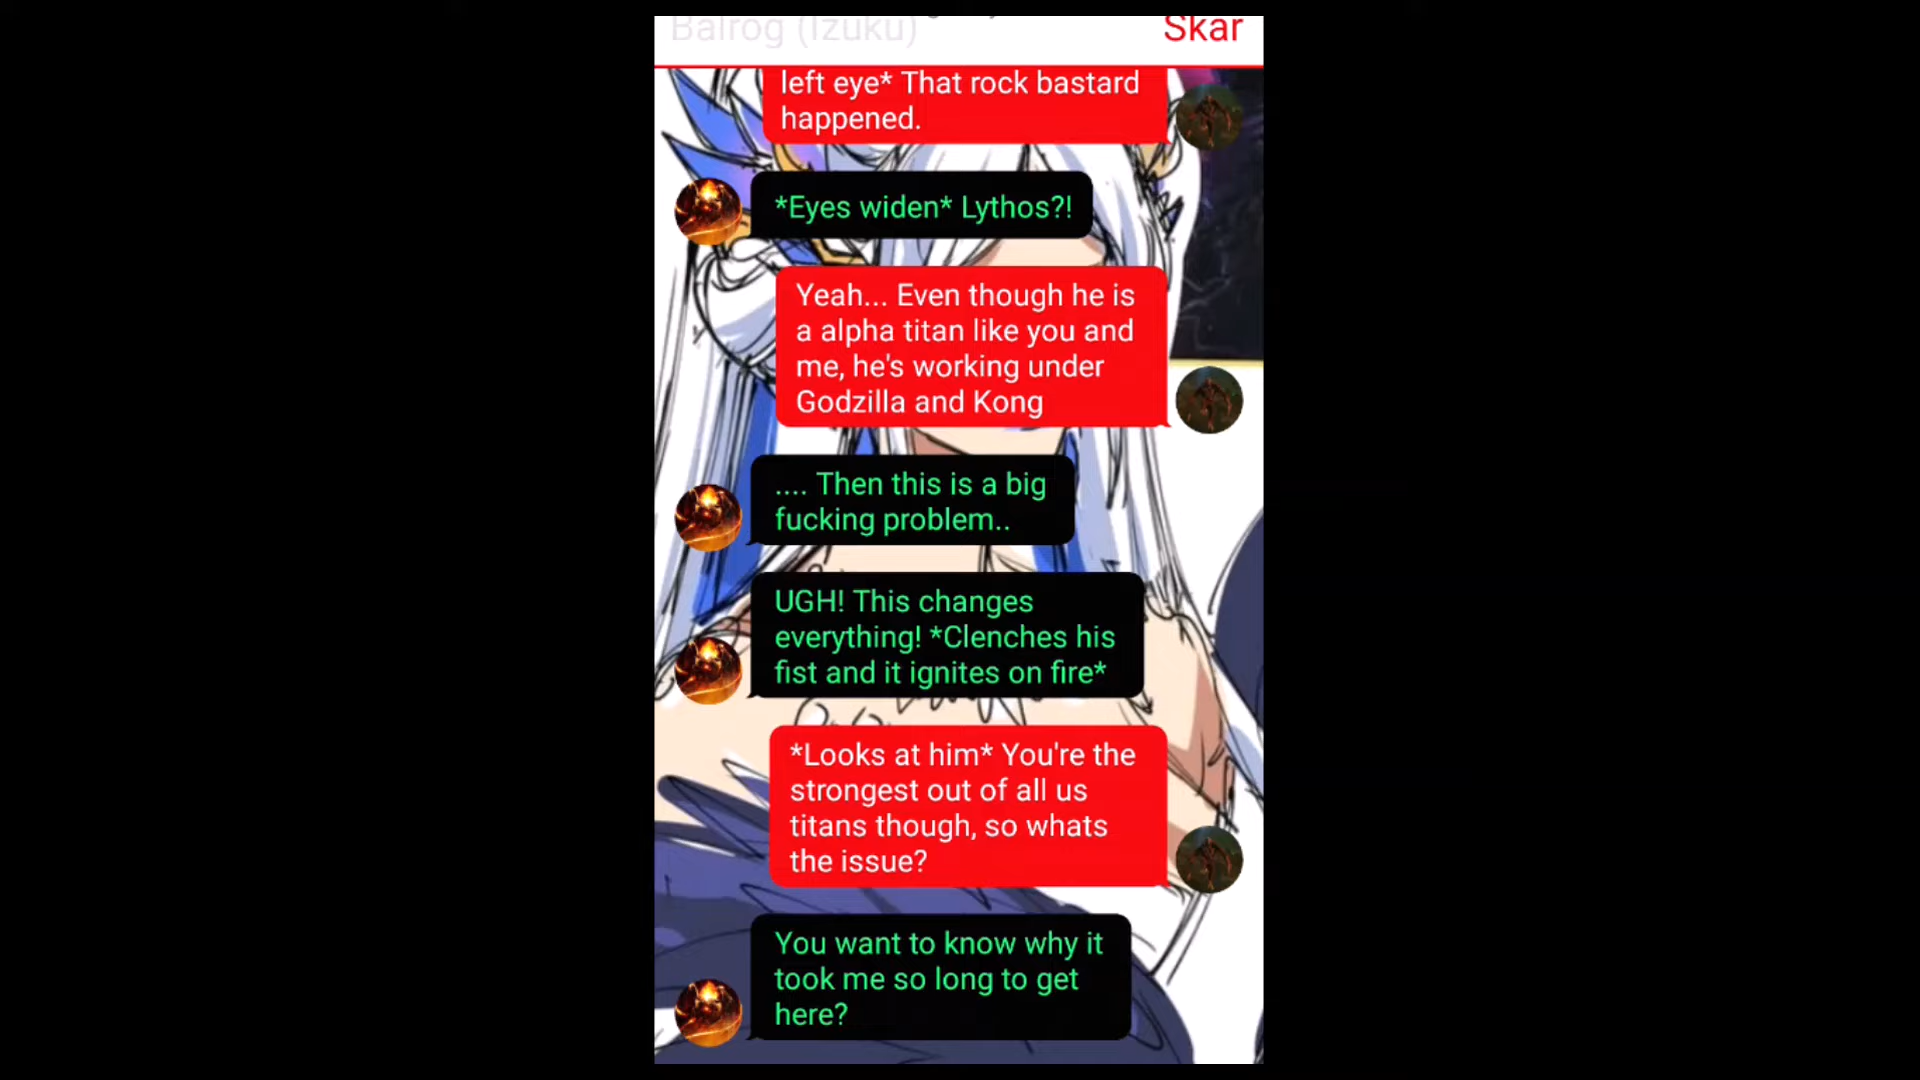 Balrog (Izuku)
Skar
left eye* That rock bastard
happened.
*Eyes widen* Lythos?!
Yeah... Even though he is
a alpha titan like you and
me, he's working under
Godzilla and Kong
.... Then this is a big
fucking problem..
UGH! This changes
everything! *Clenches his
fist and it ignites on fire*
*Looks at him* You're the
strongest out of all us
titans though, so whats
the issue?
You want to know why it
took me so long to get
here?